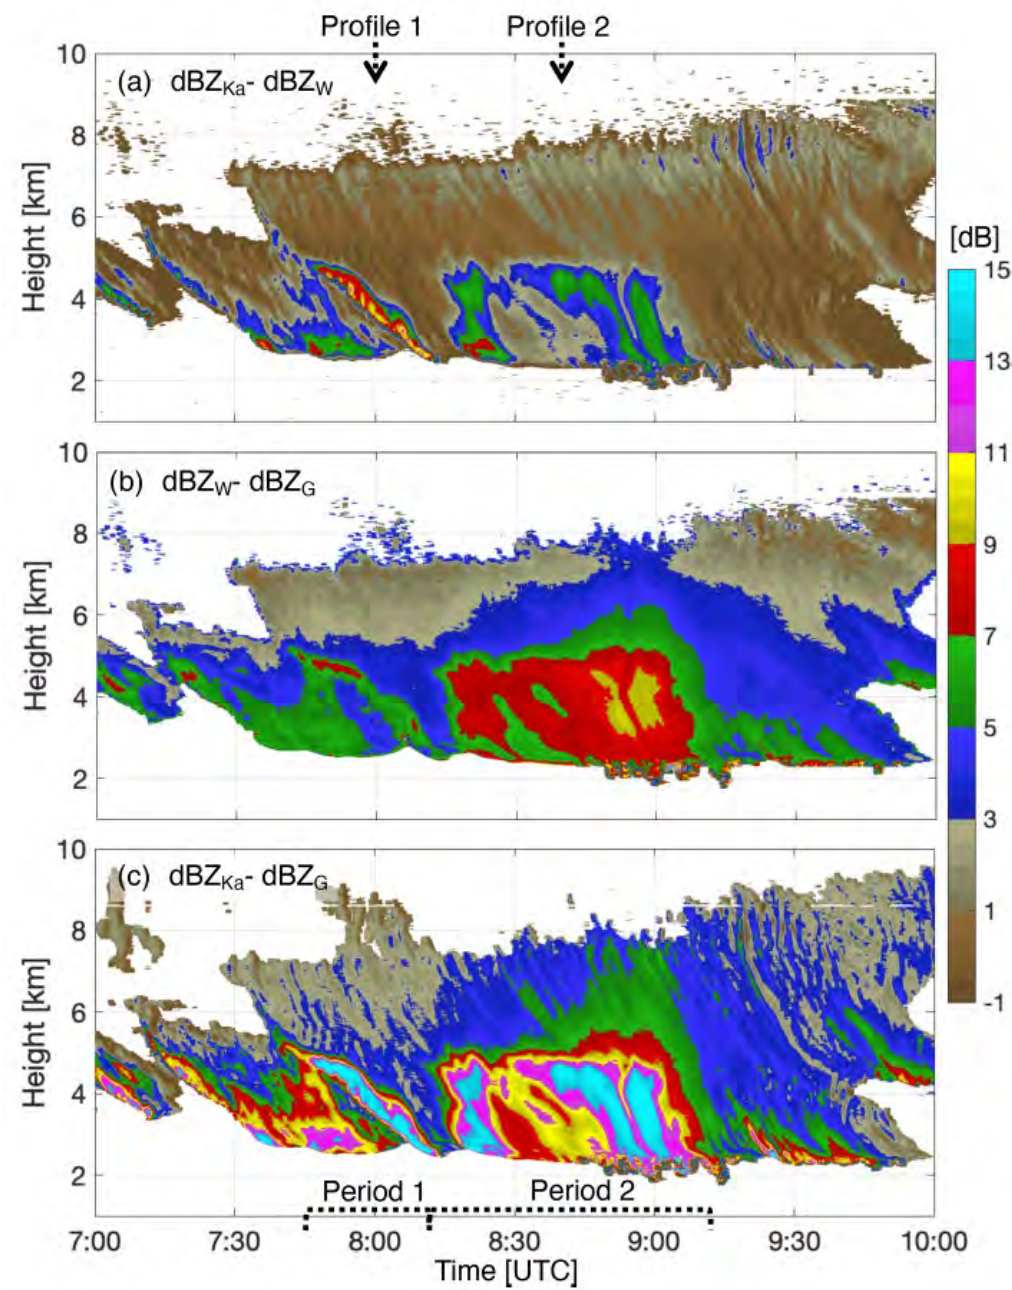 Profile 1 Profile 2
10
(a) dBZKa- dBZW
8
6
4
2
Height [km]
[dB]
15
13
11
9
7
5
3
1
-1
10
(b) dBZW- dBZG
8
6
4
2
Height [km]
10
(c) dBZKa- dBZG
8
6
4
2
Height [km]
Period 1 Period 2
7:00 7:30 8:00 8:30 9:00 9:30 10:00
Time [UTC]